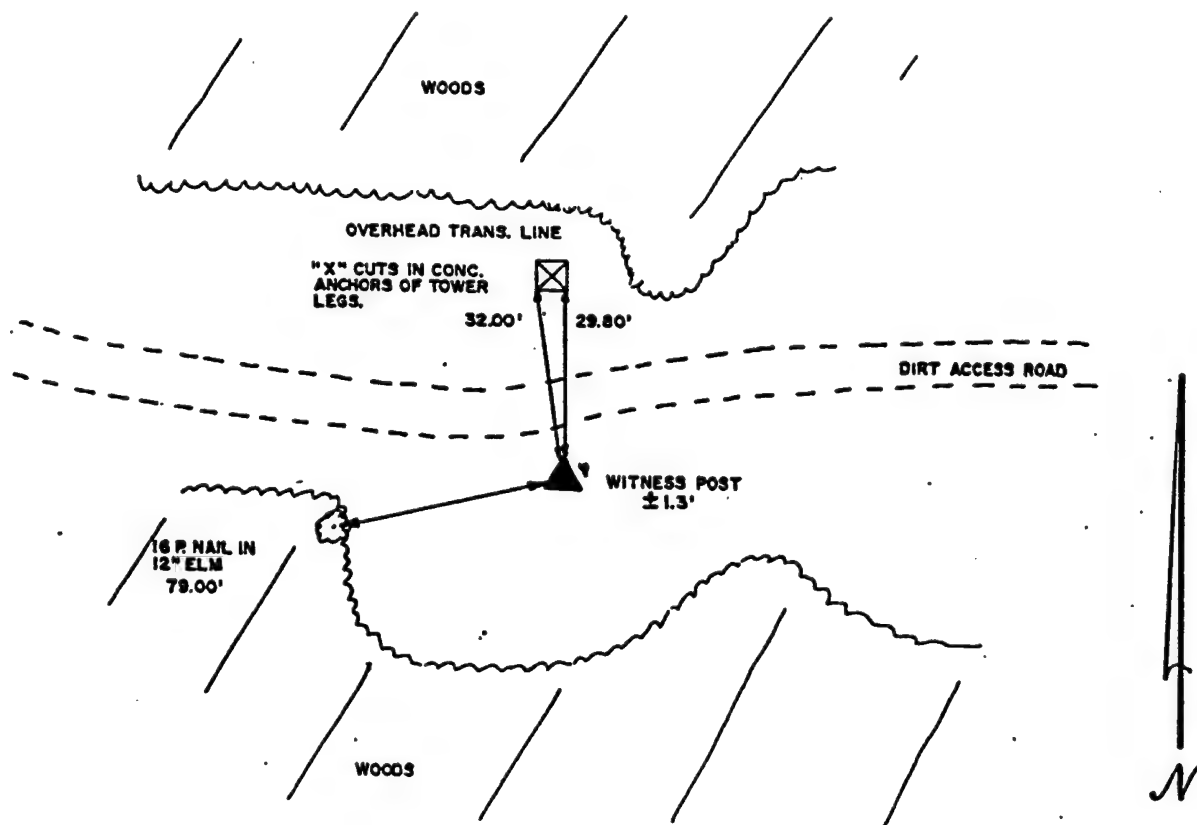 WOODS
OVERHEAD TRANS. LINE
"X" CUTS IN CONC.
ANCHORS OF TOWER
LEGS.
32.00'
29.80'
DIRT ACCESS ROAD
WITNESS POST
±1.3'
16 P. NAIL IN
12" ELM
79.00'
WOODS
N